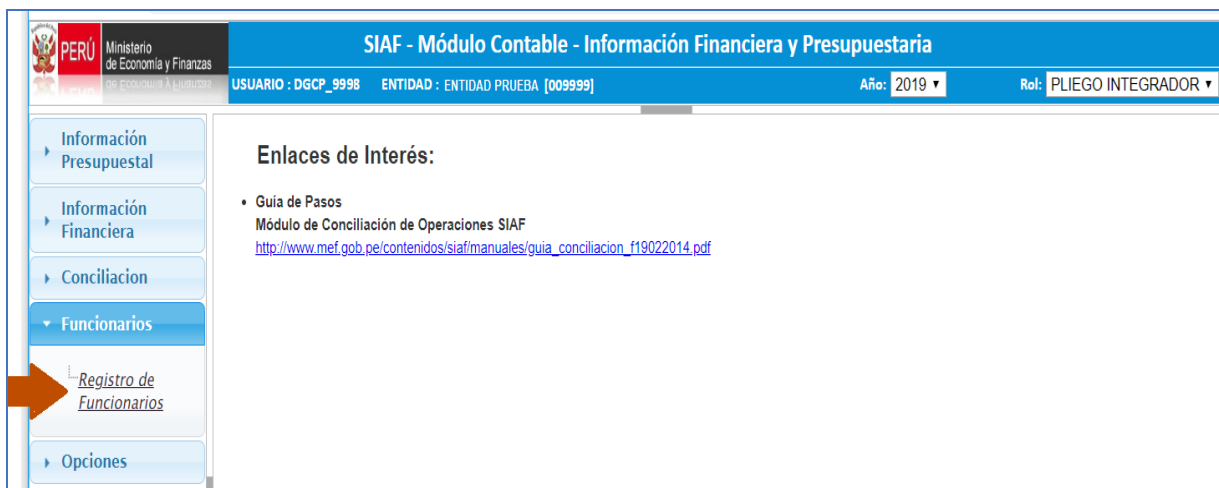 PERÚ
Ministerio
de Economía y Finanzas
SIAF - Módulo Contable - Información Financiera y Presupuestaria
USUARIO : DGCP_9998 ENTIDAD : ENTIDAD PRUEBA [009999] Año: 2019 Rol: PLIEGO INTEGRADOR
Información
Presupuestal
Información
Financiera
Conciliacion
Funcionarios
Registro de
Funcionarios
Opciones
Enlaces de Interés:
• Guía de Pasos
Módulo de Conciliación de Operaciones SIAF
http://www.mef.gob.pe/contenidos/siaf/manuales/guia_conciliacion_f19022014.pdf